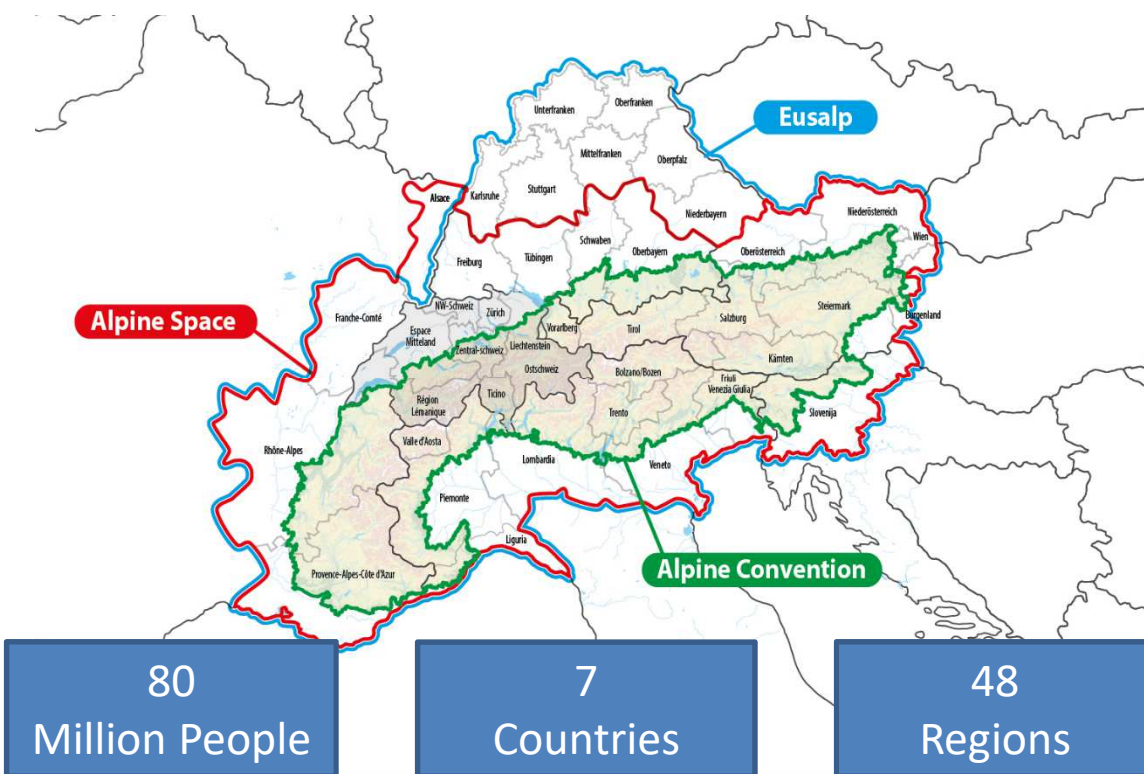 Unterfranken
Oberfranken
Eusalp
Mittelfranken
Oberpfalz
Alsace
Karlsruhe
Stuttgart
Niederbayern
Niederösterreich
Wien
Schwaben
Oberbayern
Oberösterreich
Freiburg
Tübingen
Alpine Space
Franche-Comté
NW-Schweiz
Zürich
Espace
Mitteland
Zentral-schweiz
Liechtenstein
Vorarlberg
Tirol
Salzburg
Steiermark
Burgenland
Ostschweiz
Kärnten
Bolzano/Bozen
Friuli
Venezia Giulia
Région
Lémanique
Ticino
Trento
Slovenija
Rhône-Alpes
Valle d'Aosta
Lombardia
Veneto
Piemonte
Liguria
Provence-Alpes-Côte d'Azur
Alpine Convention
80
Million People
7
Countries
48
Regions